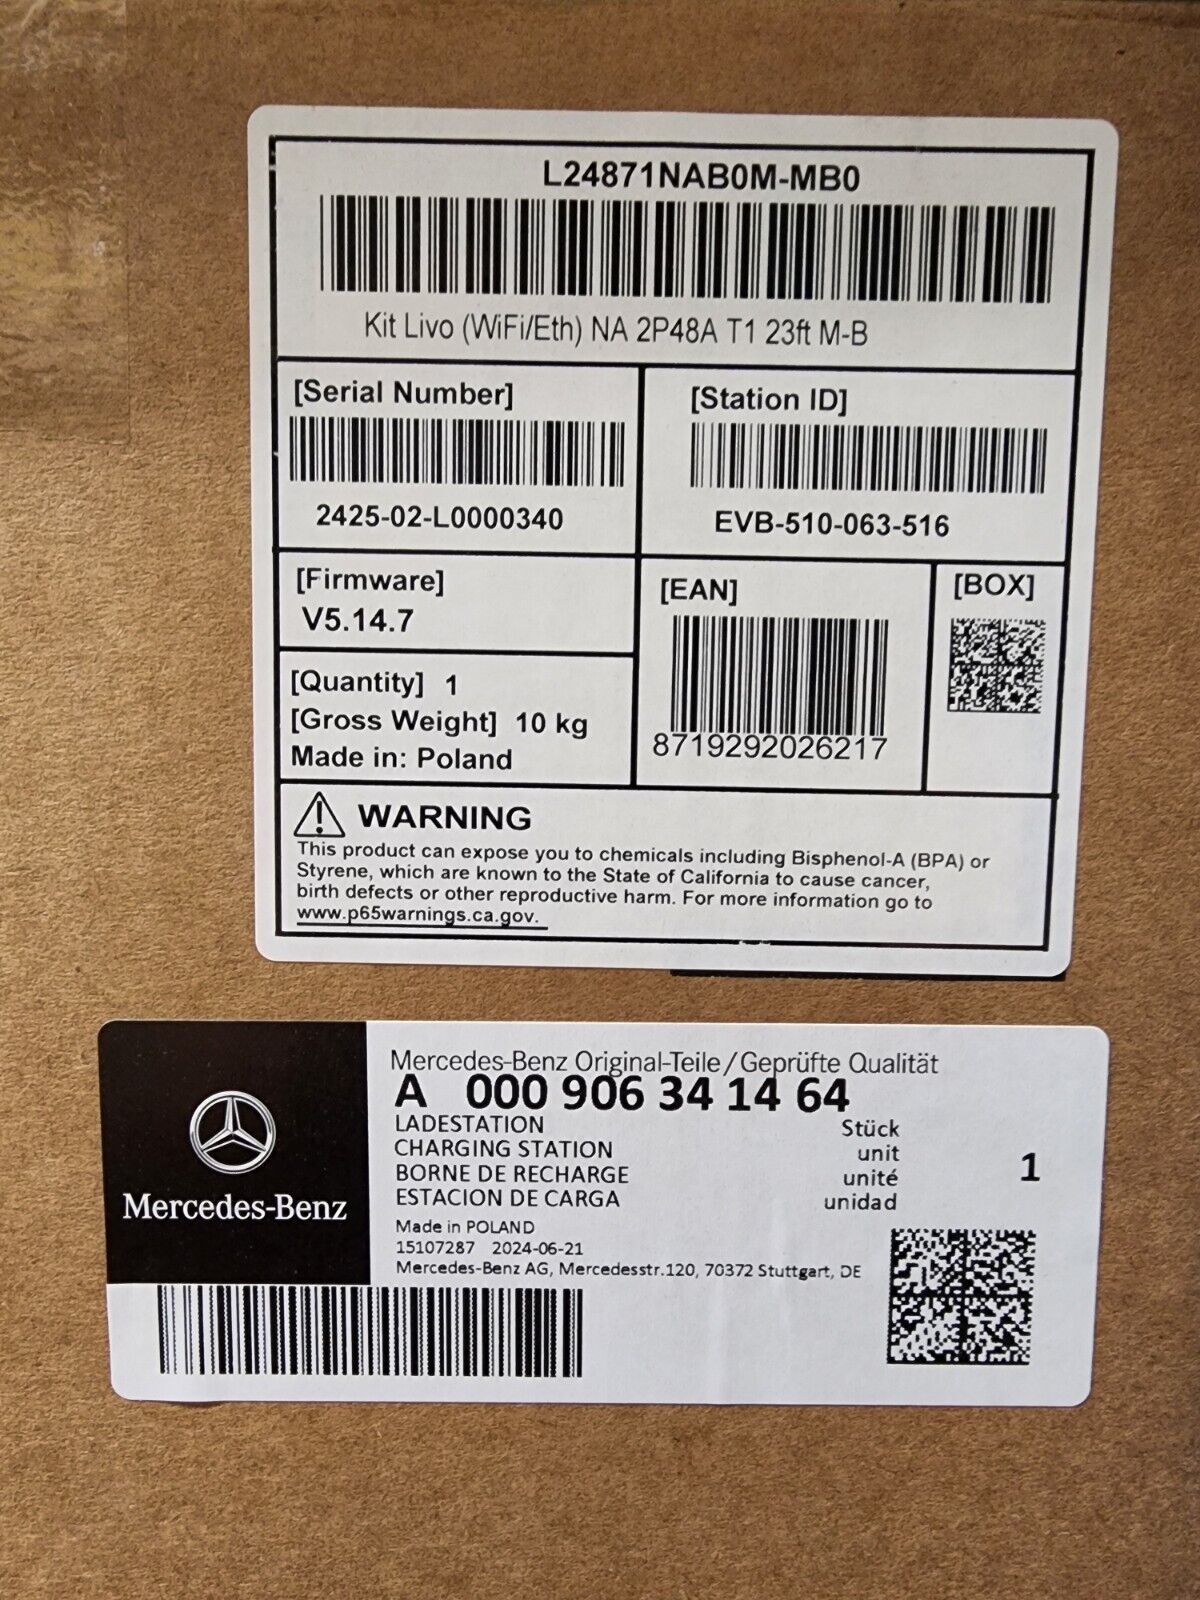 L24871NAB0M-MB0
Kit Livo (WiFi/Eth) NA 2P48A T1 23ft M-B
[Serial Number]
2425-02-L0000340
[Station ID]
EVB-510-063-516
[Firmware]
V5.14.7
[Quantity] 1
[Gross Weight] 10 kg
Made in: Poland
[EAN]
8719292026217
[BOX]
WARNING
This product can expose you to chemicals including Bisphenol-A (BPA) or
Styrene, which are known to the State of California to cause cancer,
birth defects or other reproductive harm. For more information go to
www.p65warnings.ca.gov.
Mercedes-Benz
Mercedes-Benz Original-Teile/Geprüfte Qualität
A 000 906 34 14 64
LADESTATION Stück
CHARGING STATION unit
BORNE DE RECHARGE unité
ESTACION DE CARGA unidad
1
Made in POLAND
15107287 2024-06-21
Mercedes-Benz AG, Mercedesstr.120, 70372 Stuttgart, DE